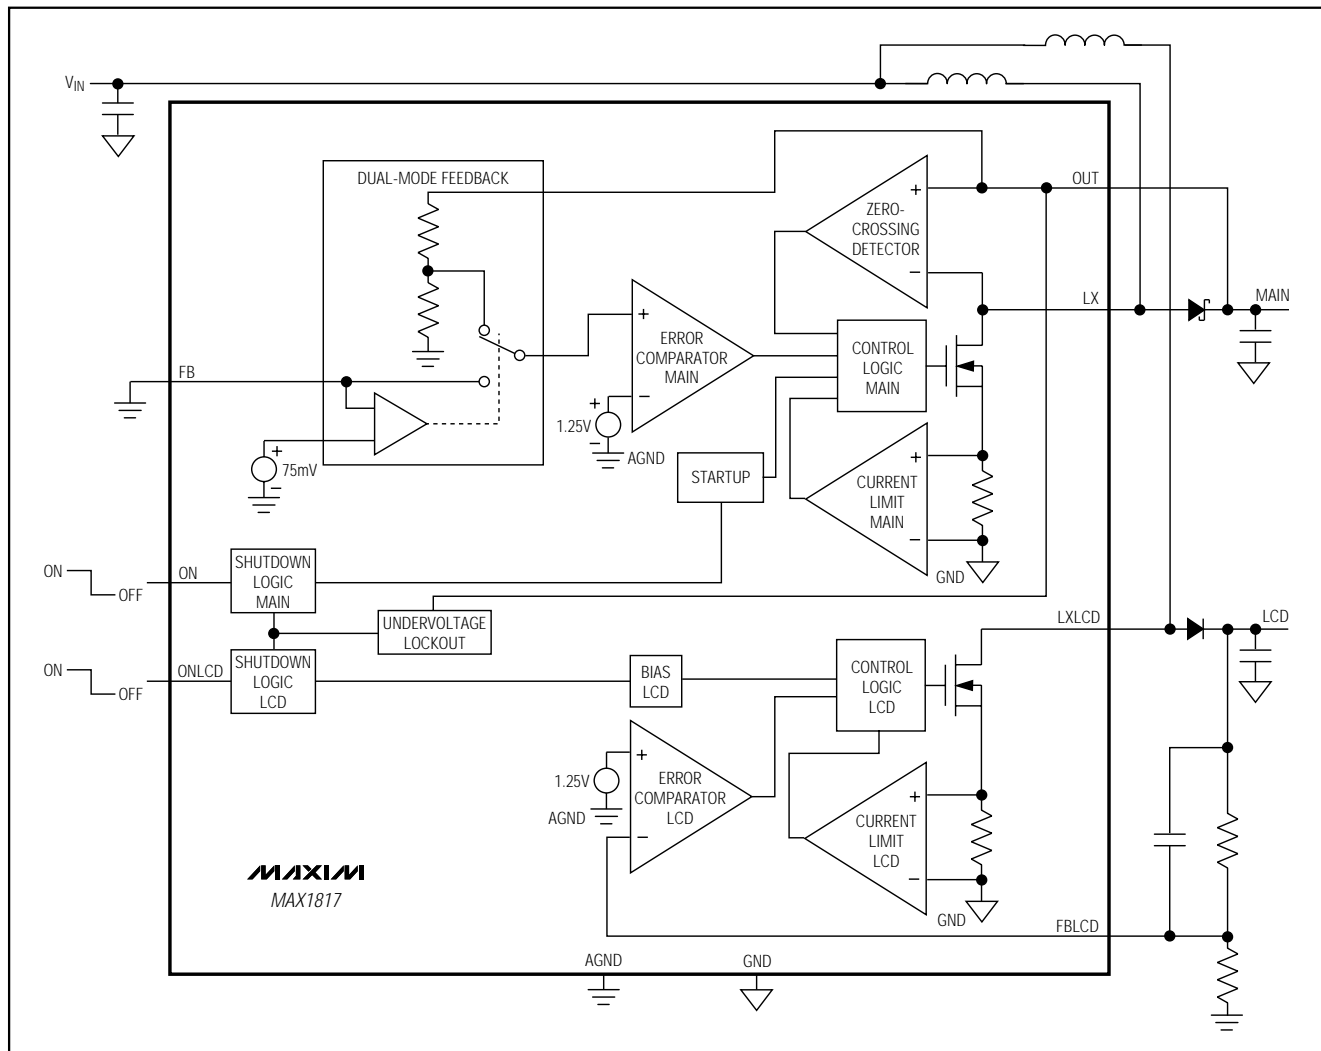 VIN
DUAL-MODE FEEDBACK
+
ZERO-
CROSSING
DETECTOR
−
OUT
LX
MAIN
+
ERROR
COMPARATOR
MAIN
−
CONTROL
LOGIC
MAIN
FB
+
75mV
−
+
1.25V
−
AGND
STARTUP
+
CURRENT
LIMIT
MAIN
−
GND
ON
OFF
ON
SHUTDOWN
LOGIC
MAIN
UNDERVOLTAGE
LOCKOUT
ON
OFF
ONLCD
SHUTDOWN
LOGIC
LCD
BIAS
LCD
CONTROL
LOGIC
LCD
LXLCD
LCD
1.25V
AGND
+
ERROR
COMPARATOR
LCD
−
+
CURRENT
LIMIT
LCD
−
GND
FBLCD
MAXIM
MAX1817
AGND
GND